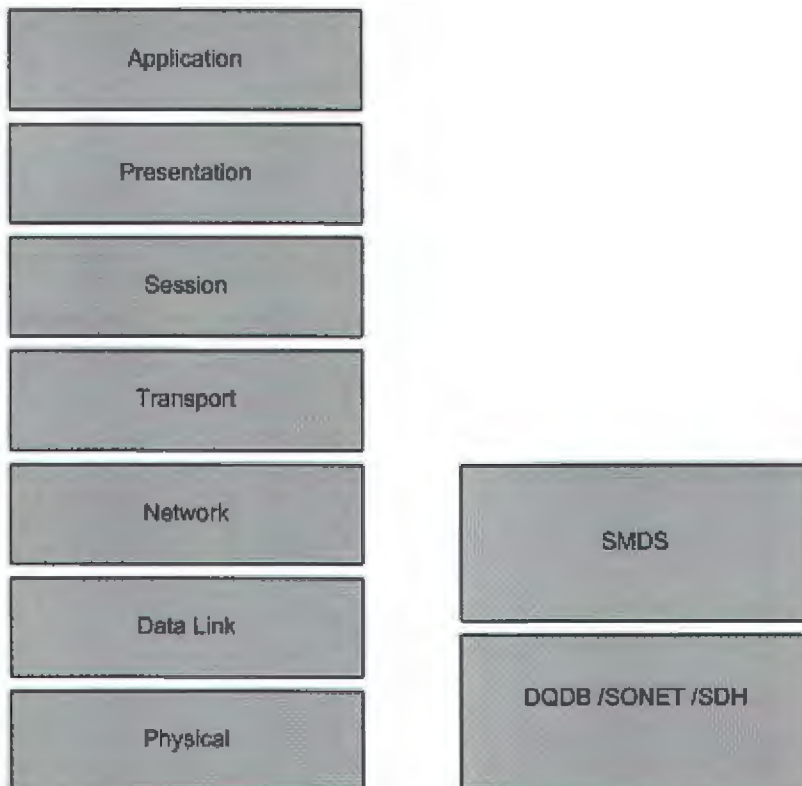 Application
Presentation
Session
Transport
Network
SMDS
Data Link
DQDB /SONET /SDH
Physical